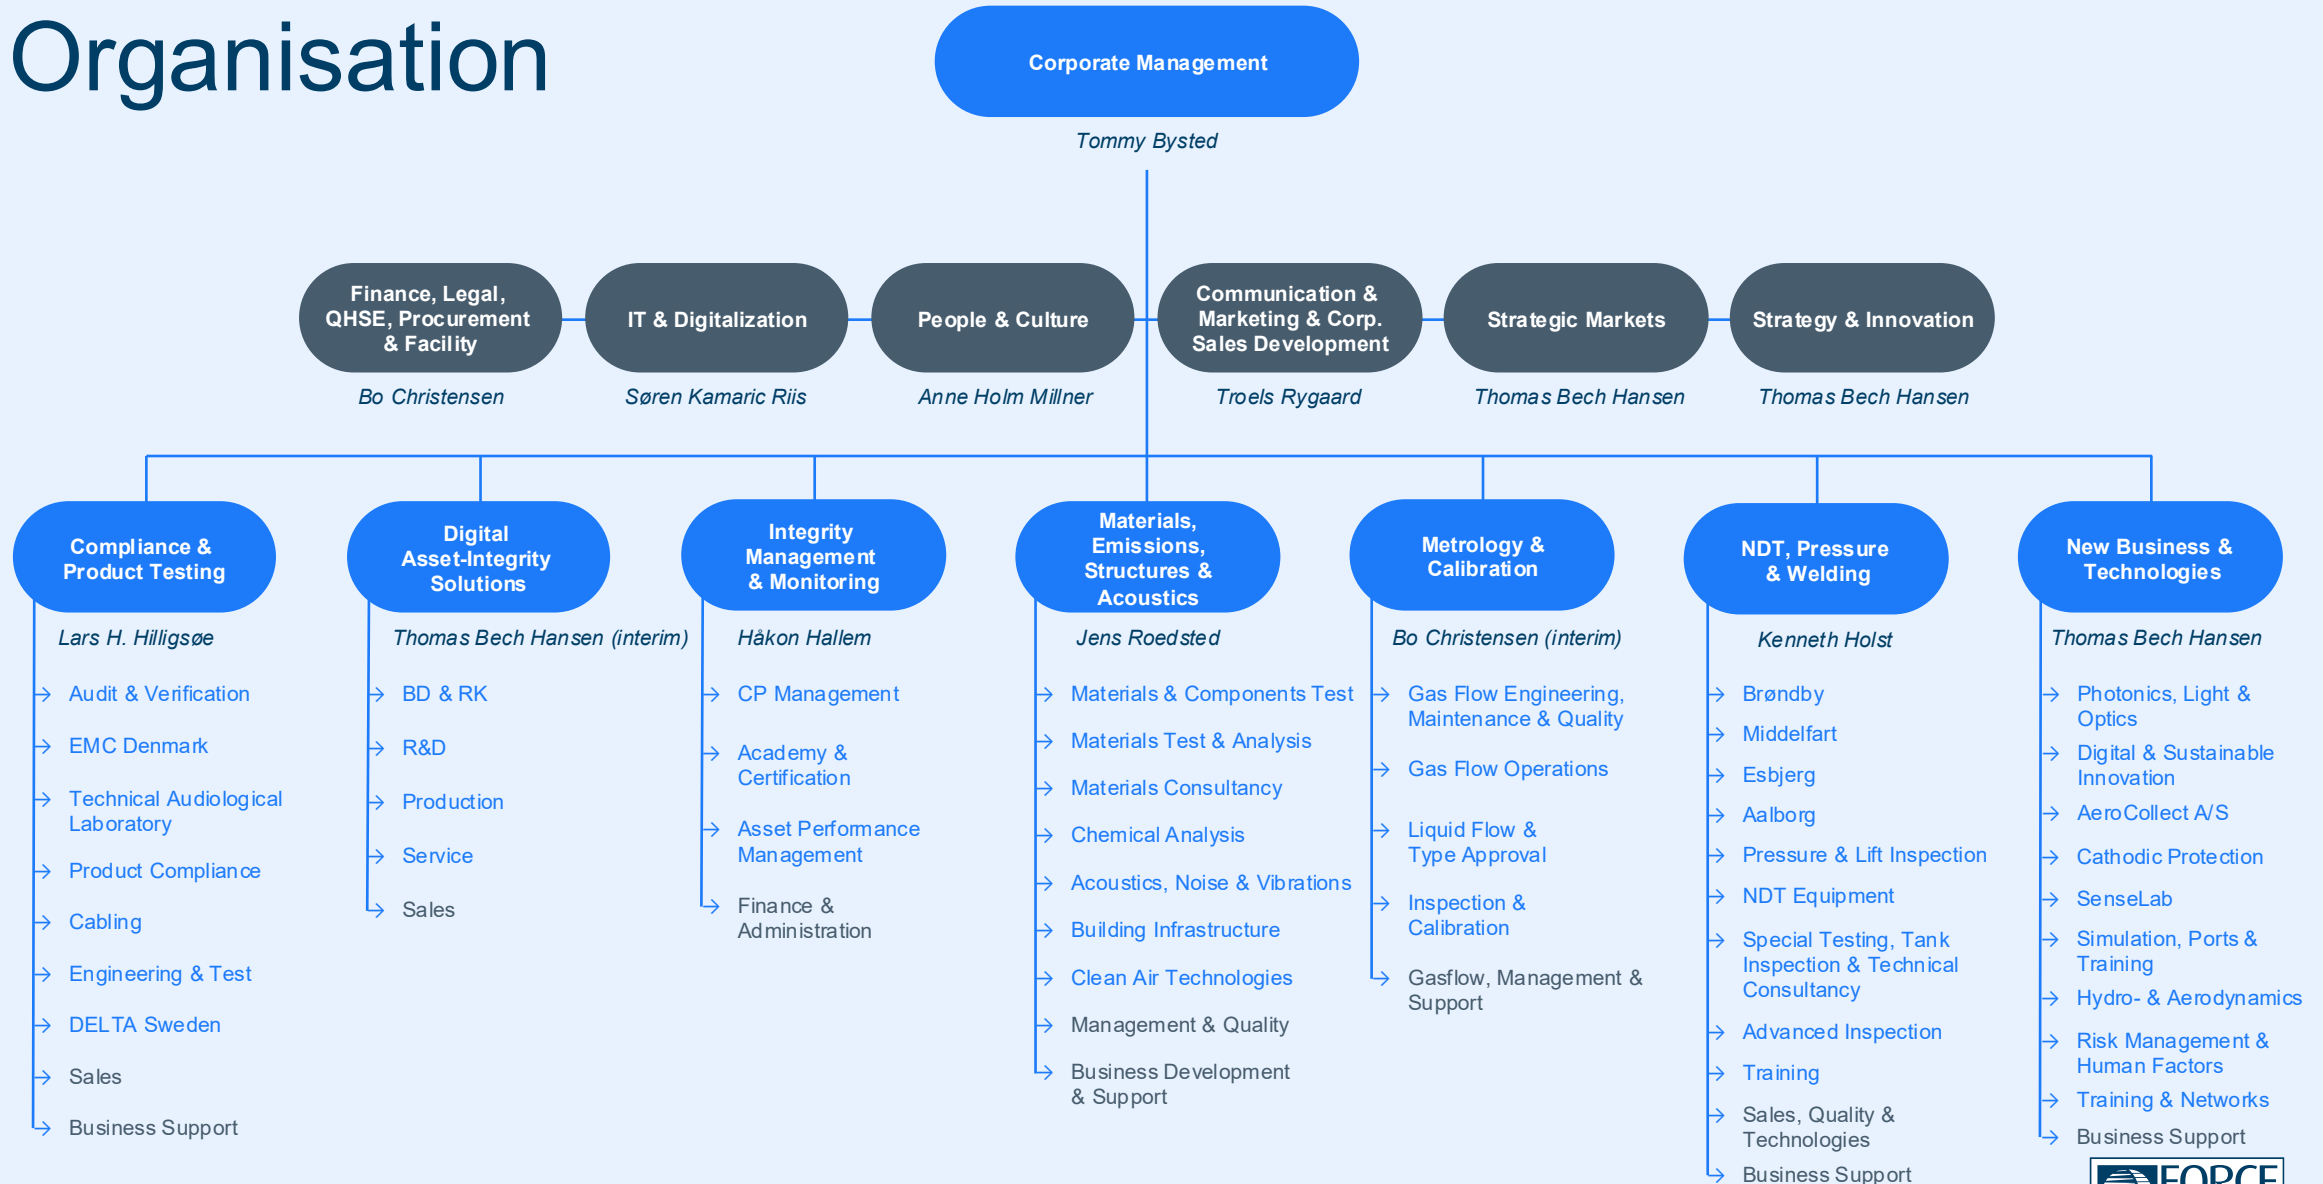 Organisation
Corporate Management
Tommy Bysted
Finance, Legal,
QHSE, Procurement
& Facility
Bo Christensen
IT & Digitalization
Søren Kamaric Riis
People & Culture
Anne Holm Millner
Communication &
Marketing & Corp.
Sales Development
Troels Rygaard
Strategic Markets
Thomas Bech Hansen
Strategy & Innovation
Thomas Bech Hansen
Compliance &
Product Testing
Lars H. Hilligsøe
Audit & Verification
EMC Denmark
Technical Audiological
Laboratory
Product Compliance
Cabling
Engineering & Test
DELTA Sweden
Sales
Business Support
Digital
Asset-Integrity
Solutions
Thomas Bech Hansen (interim)
BD & RK
R&D
Production
Service
Sales
Integrity
Management
& Monitoring
Håkon Hallem
CP Management
Academy &
Certification
Asset Performance
Management
Finance &
Administration
Materials,
Emissions,
Structures &
Acoustics
Jens Roedsted
Materials & Components Test
Materials Test & Analysis
Materials Consultancy
Chemical Analysis
Acoustics, Noise & Vibrations
Building Infrastructure
Clean Air Technologies
Management & Quality
Business Development
& Support
Metrology &
Calibration
Bo Christensen (interim)
Gas Flow Engineering,
Maintenance & Quality
Gas Flow Operations
Liquid Flow &
Type Approval
Inspection &
Calibration
Gasflow, Management &
Support
NDT, Pressure
& Welding
Kenneth Holst
Brøndby
Middelfart
Esbjerg
Aalborg
Pressure & Lift Inspection
NDT Equipment
Special Testing, Tank
Inspection & Technical
Consultancy
Advanced Inspection
Training
Sales, Quality &
Technologies
Business Support
New Business &
Technologies
Thomas Bech Hansen
Photonics, Light &
Optics
Digital & Sustainable
Innovation
AeroCollect A/S
Cathodic Protection
SenseLab
Simulation, Ports &
Training
Hydro- & Aerodynamics
Risk Management &
Human Factors
Training & Networks
Business Support
FORCE